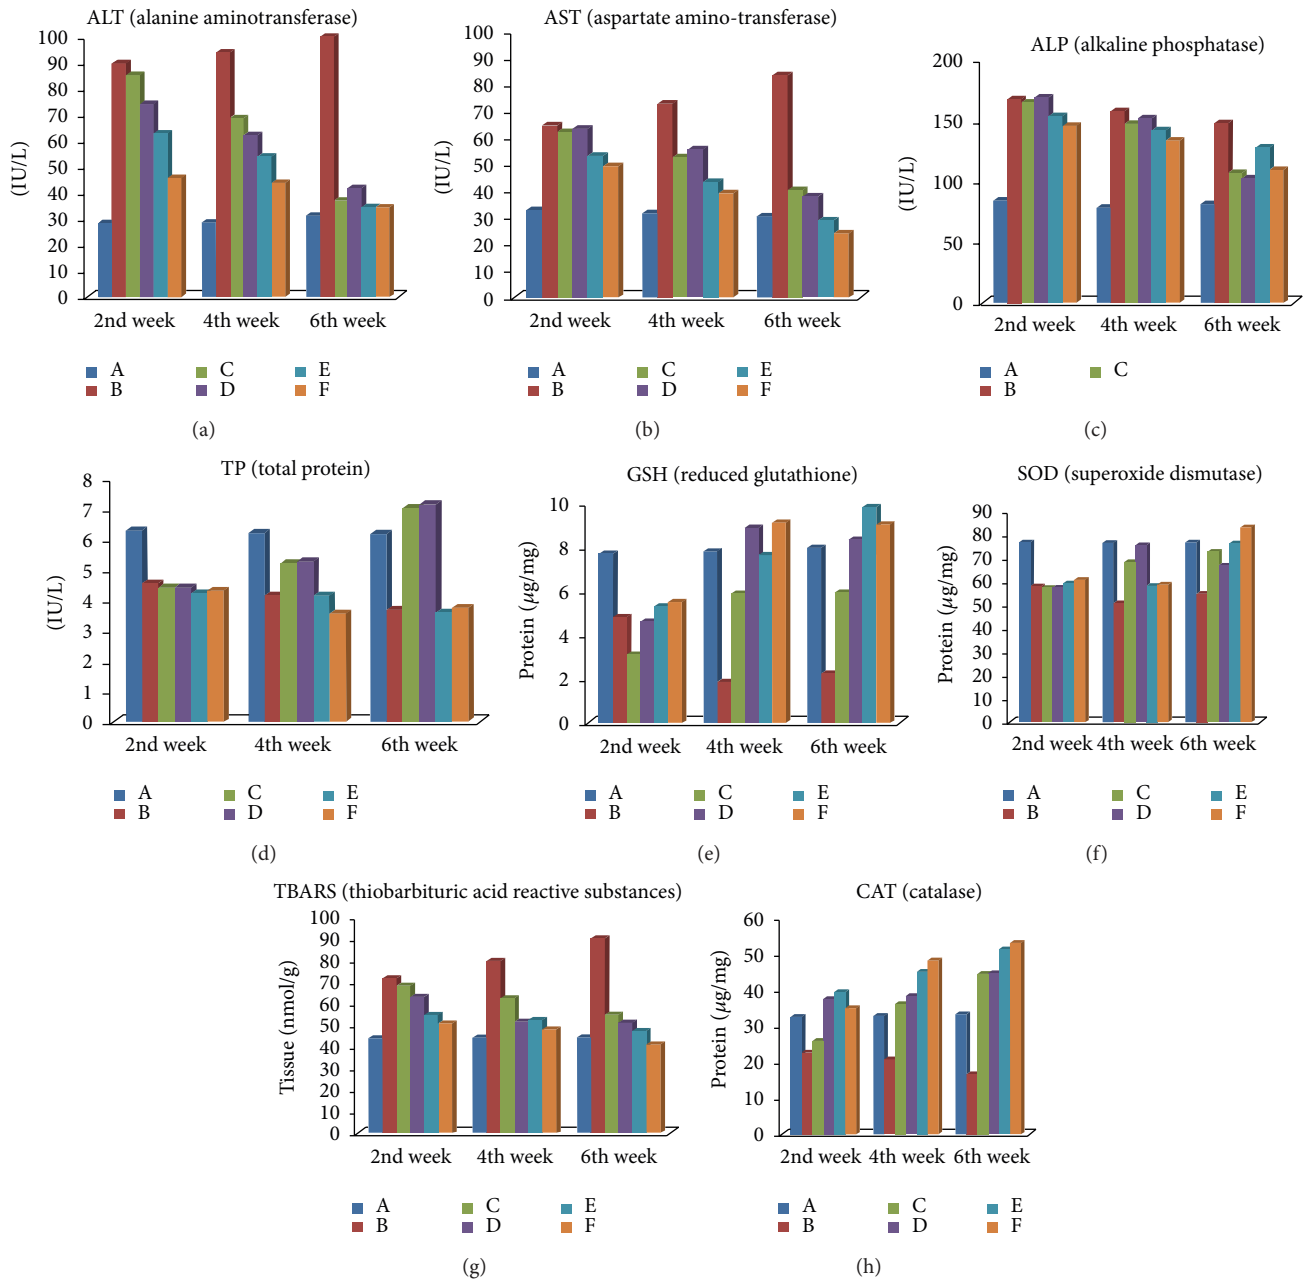 ALT (alanine aminotransferase)
100
90
80
70
60
50
40
30
20
10
0
(IU/L)
2nd week 4th week 6th week
A C E
B D F
(a)
AST (aspartate amino-transferase)
100
90
80
70
60
50
40
30
20
10
0
(IU/L)
2nd week 4th week 6th week
A C E
B D F
(b)
ALP (alkaline phosphatase)
200
150
100
50
0
(IU/L)
2nd week 4th week 6th week
A C
B
(c)
TP (total protein)
8
7
6
5
4
3
2
1
0
(IU/L)
2nd week 4th week 6th week
A C E
B D F
(d)
GSH (reduced glutathione)
10
8
6
4
2
0
Protein (μg/mg)
2nd week 4th week 6th week
A C E
B D F
(e)
SOD (superoxide dismutase)
90
80
70
60
50
40
30
20
10
0
Protein (μg/mg)
2nd week 4th week 6th week
A C E
B D F
(f)
TBARS (thiobarbituric acid reactive substances)
100
90
80
70
60
50
40
30
20
10
0
Tissue (nmol/g)
2nd week 4th week 6th week
A C E
B D F
(g)
CAT (catalase)
60
50
40
30
20
10
0
Protein (μg/mg)
2nd week 4th week 6th week
A C E
B D F
(h)